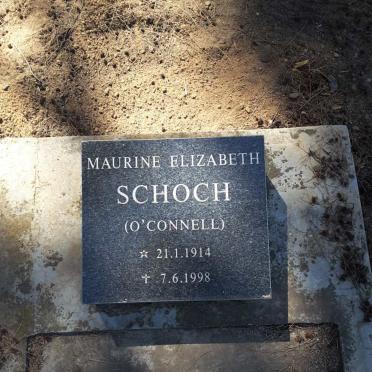 MAURINE ELIZABETH
SCHOCH
(O'CONNELL)
☆ 21.1.1914
✝ 7.6.1998